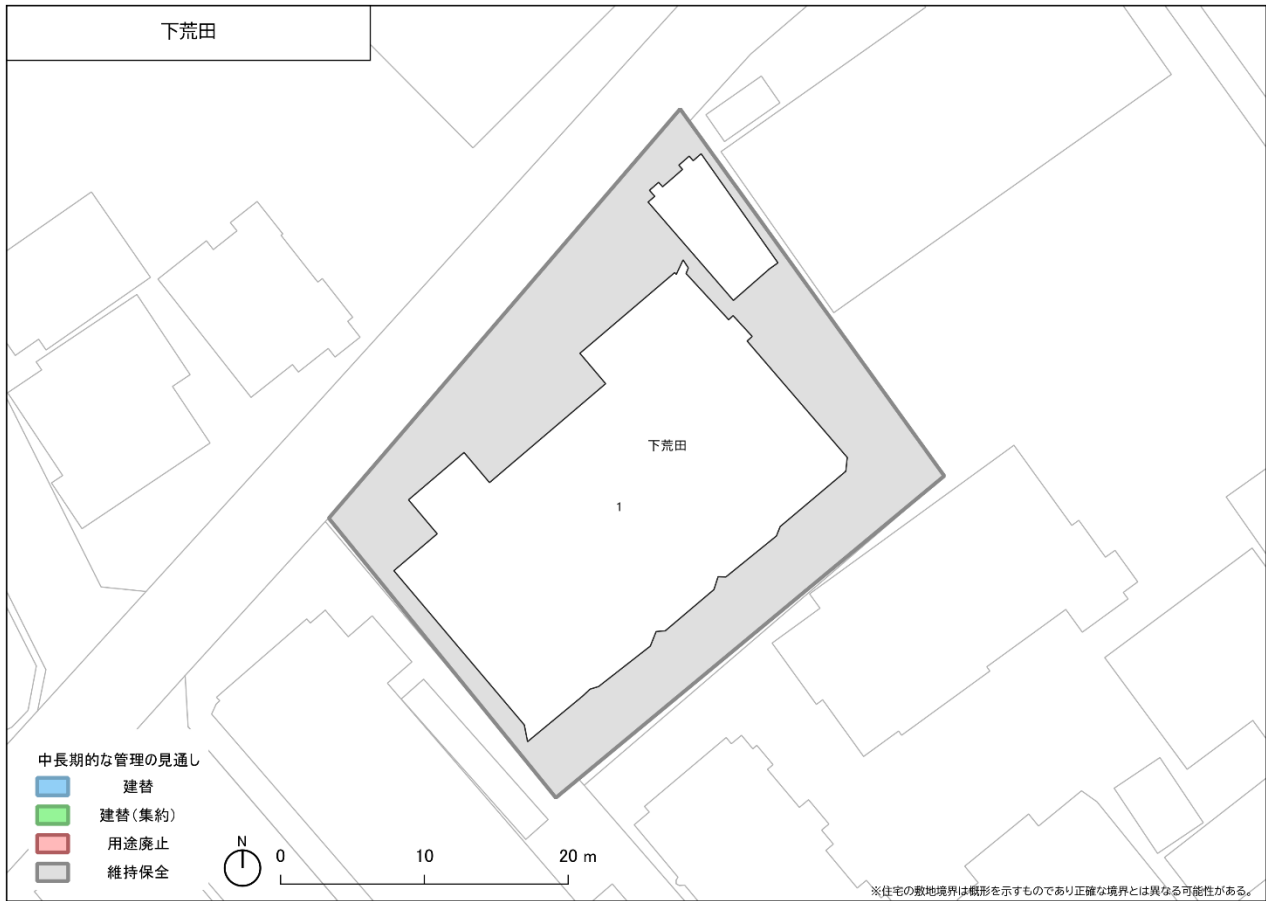 下荒田
下荒田
1
中長期的な管理の見通し
建替
建替(集約)
用途廃止
維持保全
N
0 10 20 m
※住宅の敷地境界は概形を示すものであり正確な境界とは異なる可能性がある。